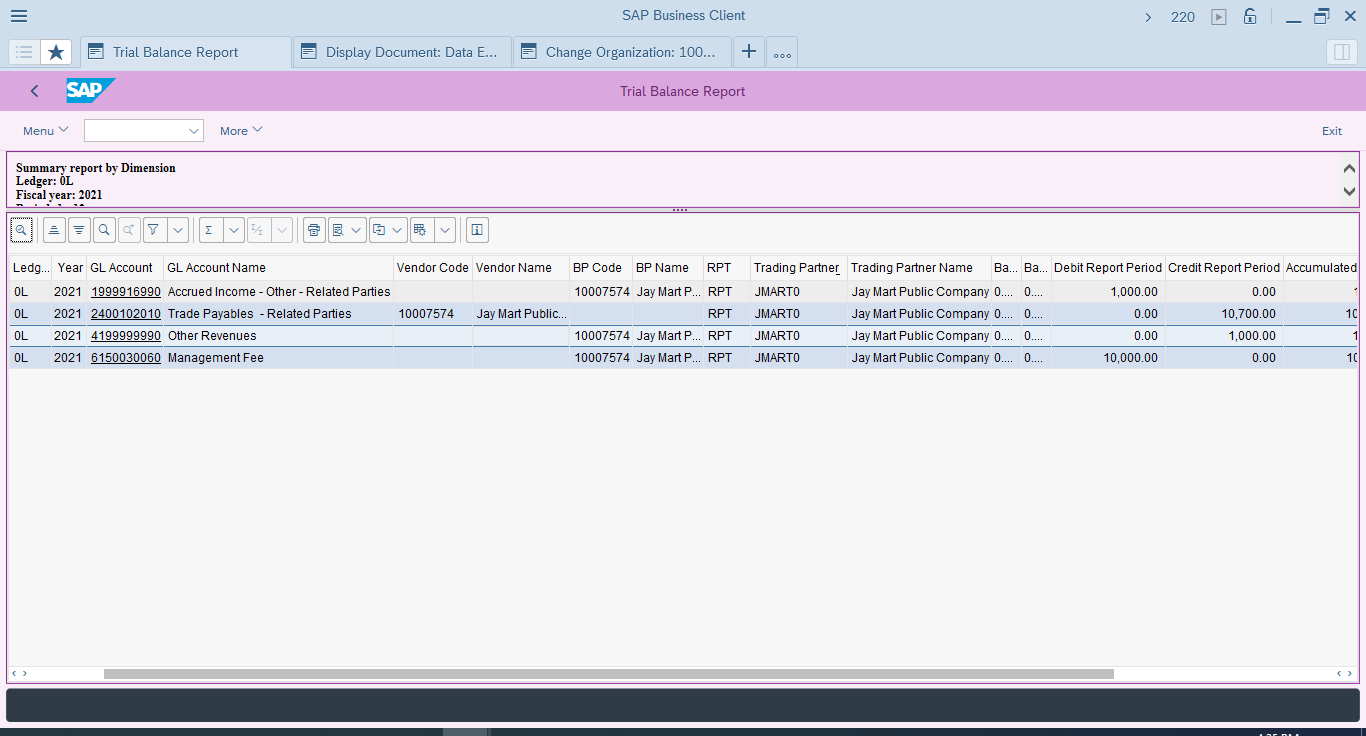 SAP Business Client
220
Trial Balance Report
Display Document: Data E...
Change Organization: 100...
SAP
Trial Balance Report
Menu
More
Exit
Summary report by Dimension
Ledger: 0L
Fiscal year: 2021
Ledg... Year GL Account GL Account Name Vendor Code Vendor Name BP Code BP Name RPT Trading Partner Trading Partner Name Ba... Ba... Debit Report Period Credit Report Period Accumulated
0L 2021 1999916990 Accrued Income - Other - Related Parties 10007574 Jay Mart P... RPT JMART0 Jay Mart Public Company 0.... 0.... 1,000.00 0.00
0L 2021 2400102010 Trade Payables - Related Parties 10007574 Jay Mart Public... RPT JMART0 Jay Mart Public Company 0.... 0.... 0.00 10,700.00
0L 2021 4199999990 Other Revenues 10007574 Jay Mart P... RPT JMART0 Jay Mart Public Company 0.... 0.... 0.00 1,000.00
0L 2021 6150030060 Management Fee 10007574 Jay Mart P... RPT JMART0 Jay Mart Public Company 0.... 0.... 10,000.00 0.00